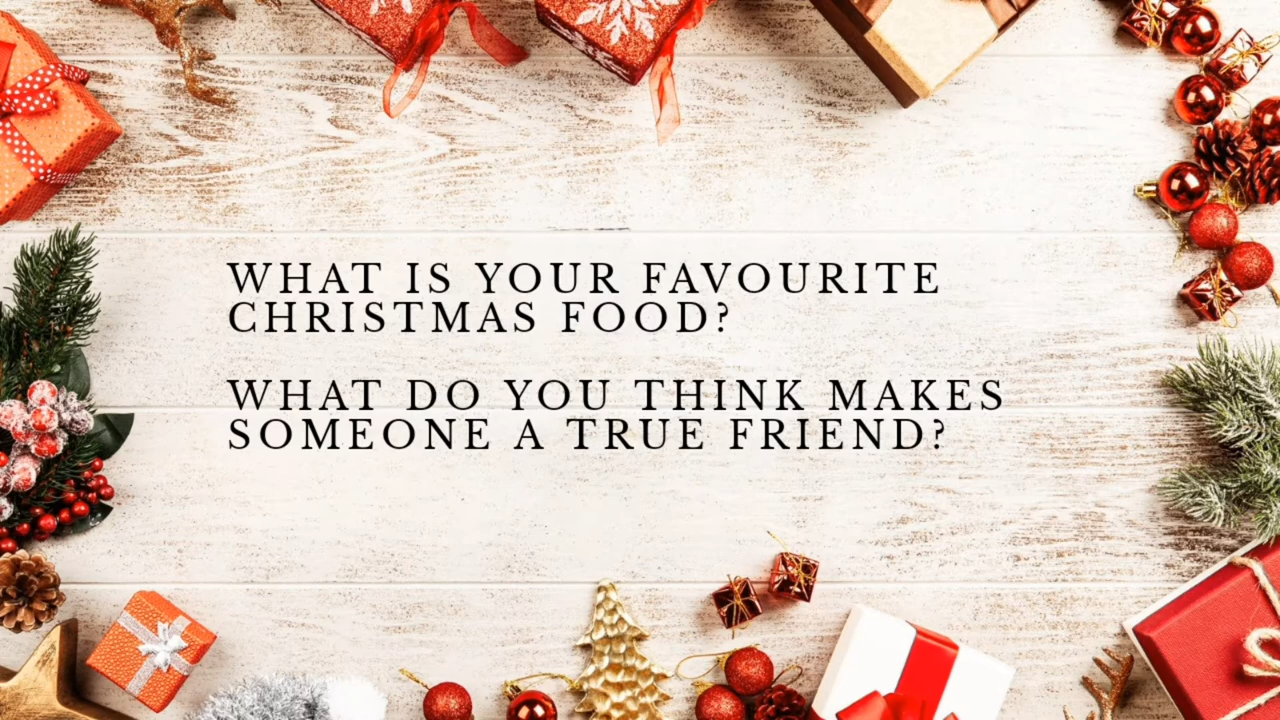 WHAT IS YOUR FAVOURITE
CHRISTMAS FOOD?
WHAT DO YOU THINK MAKES
SOMEONE A TRUE FRIEND?